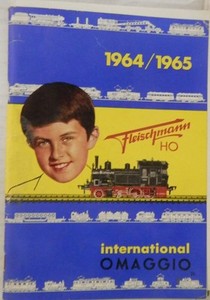 1964/1965
Fleischmann
HO
international
OMAGGIO